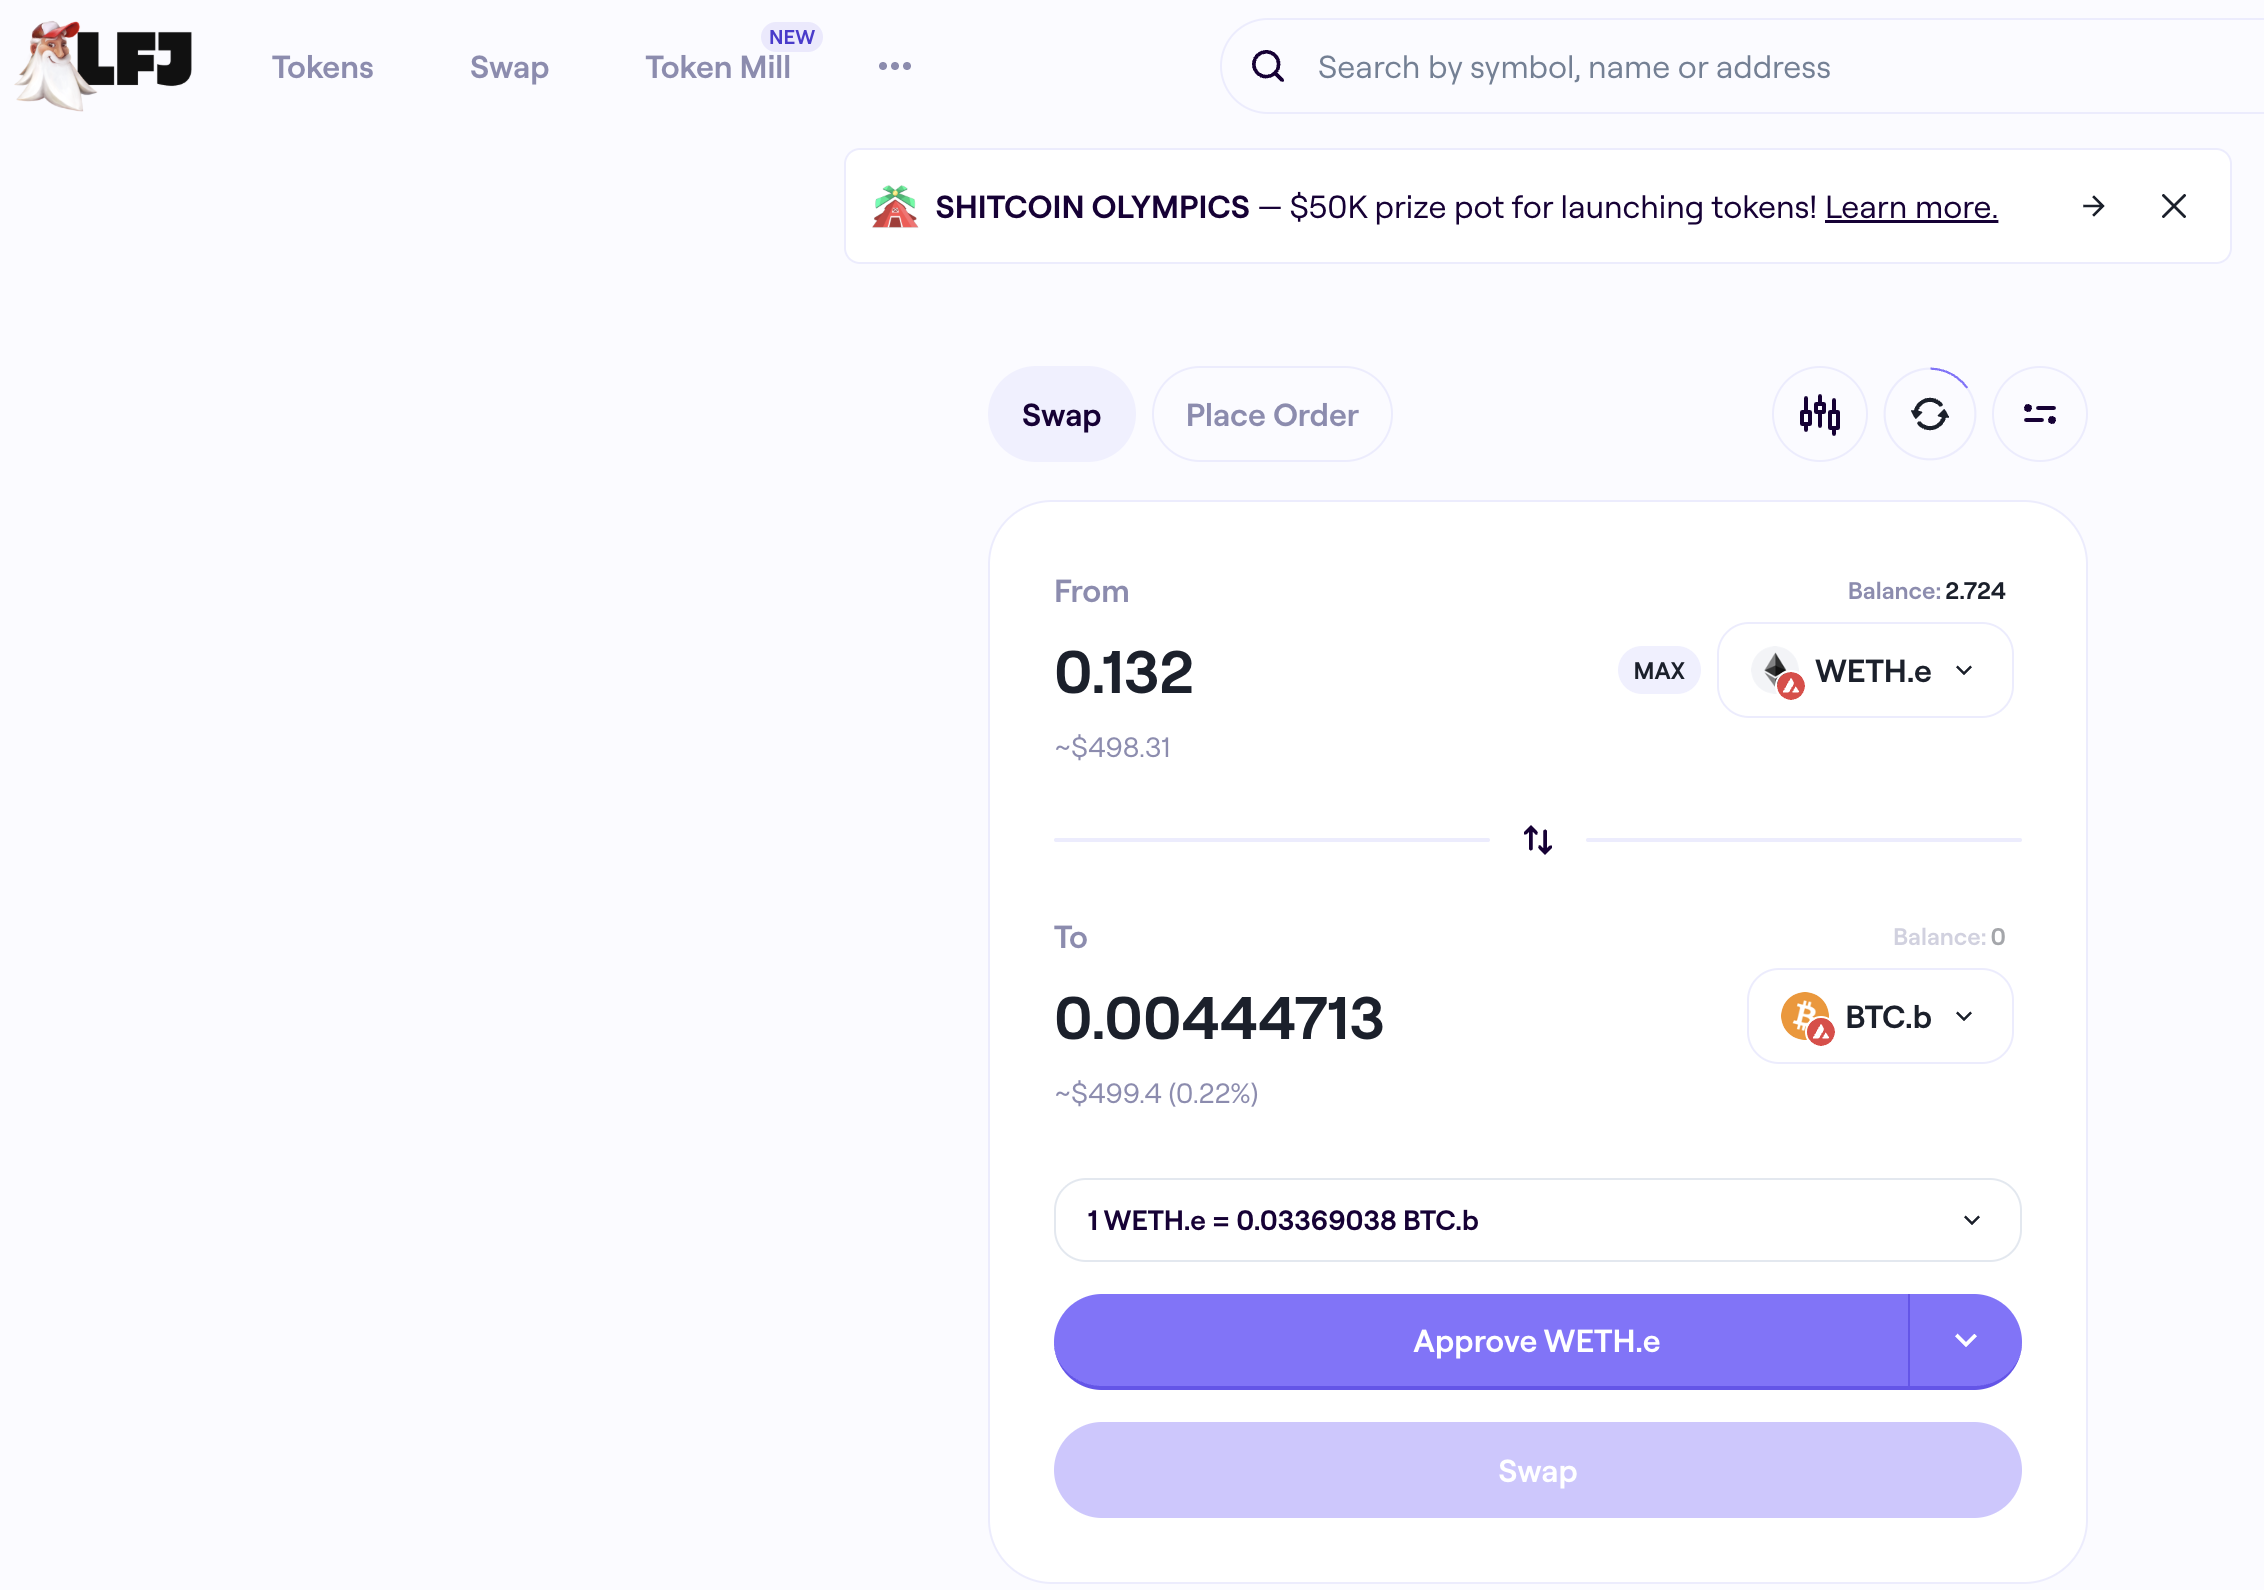 LFJ
Tokens
Swap
Token Mill
NEW
Search by symbol, name or address
SHITCOIN OLYMPICS — $50K prize pot for launching tokens! Learn more.
Swap
Place Order
From
Balance: 2.724
0.132
MAX
WETH.e
~$498.31
To
Balance: 0
0.00444713
BTC.b
~$499.4 (0.22%)
1 WETH.e = 0.03369038 BTC.b
Approve WETH.e
Swap